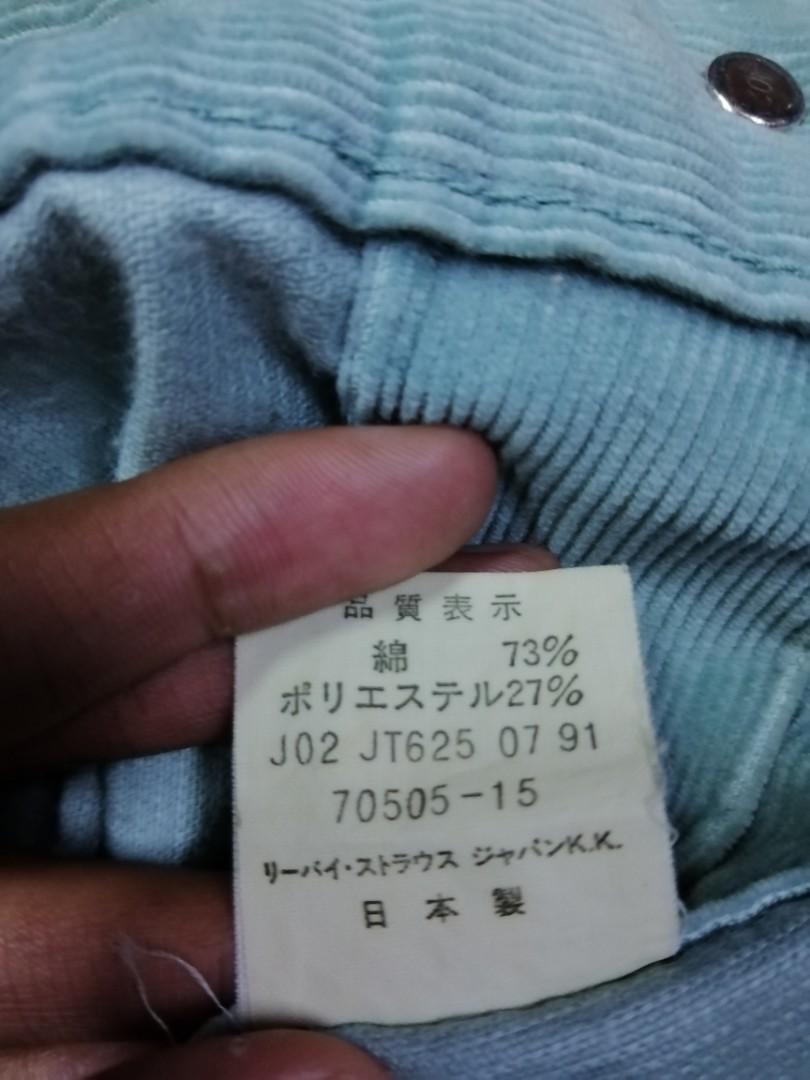 品質表示
綿 73%
ポリエステル27%
J02 JT625 07 91
70505-15
リーバイ・ストラウス ジャパンK.K.
日本製